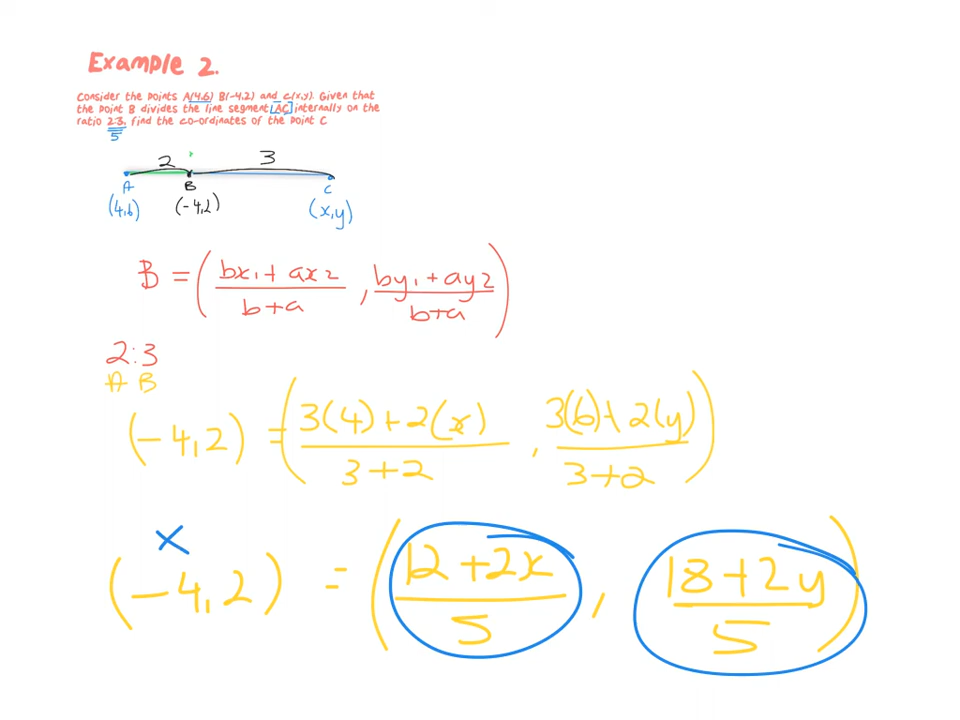 Example 2.
Consider the points A(4,6) B(-4,2) and c(x,y). Given that
the point B divides the line segment [AC] internally on the
ratio 2:3, find the co-ordinates of the point C
5
2 3
A B C
(4,6) (-4,2) (x,y)
B = ( bx1 + ax2 / b+a , by1 + ay2 / b+a )
2:3
A B
(-4,2) = ( 3(4) + 2(x) / 3+2 , 3(6) + 2(y) / 3+2 )
x
(-4,2) = ( 12 + 2x / 5 , 18 + 2y / 5 )